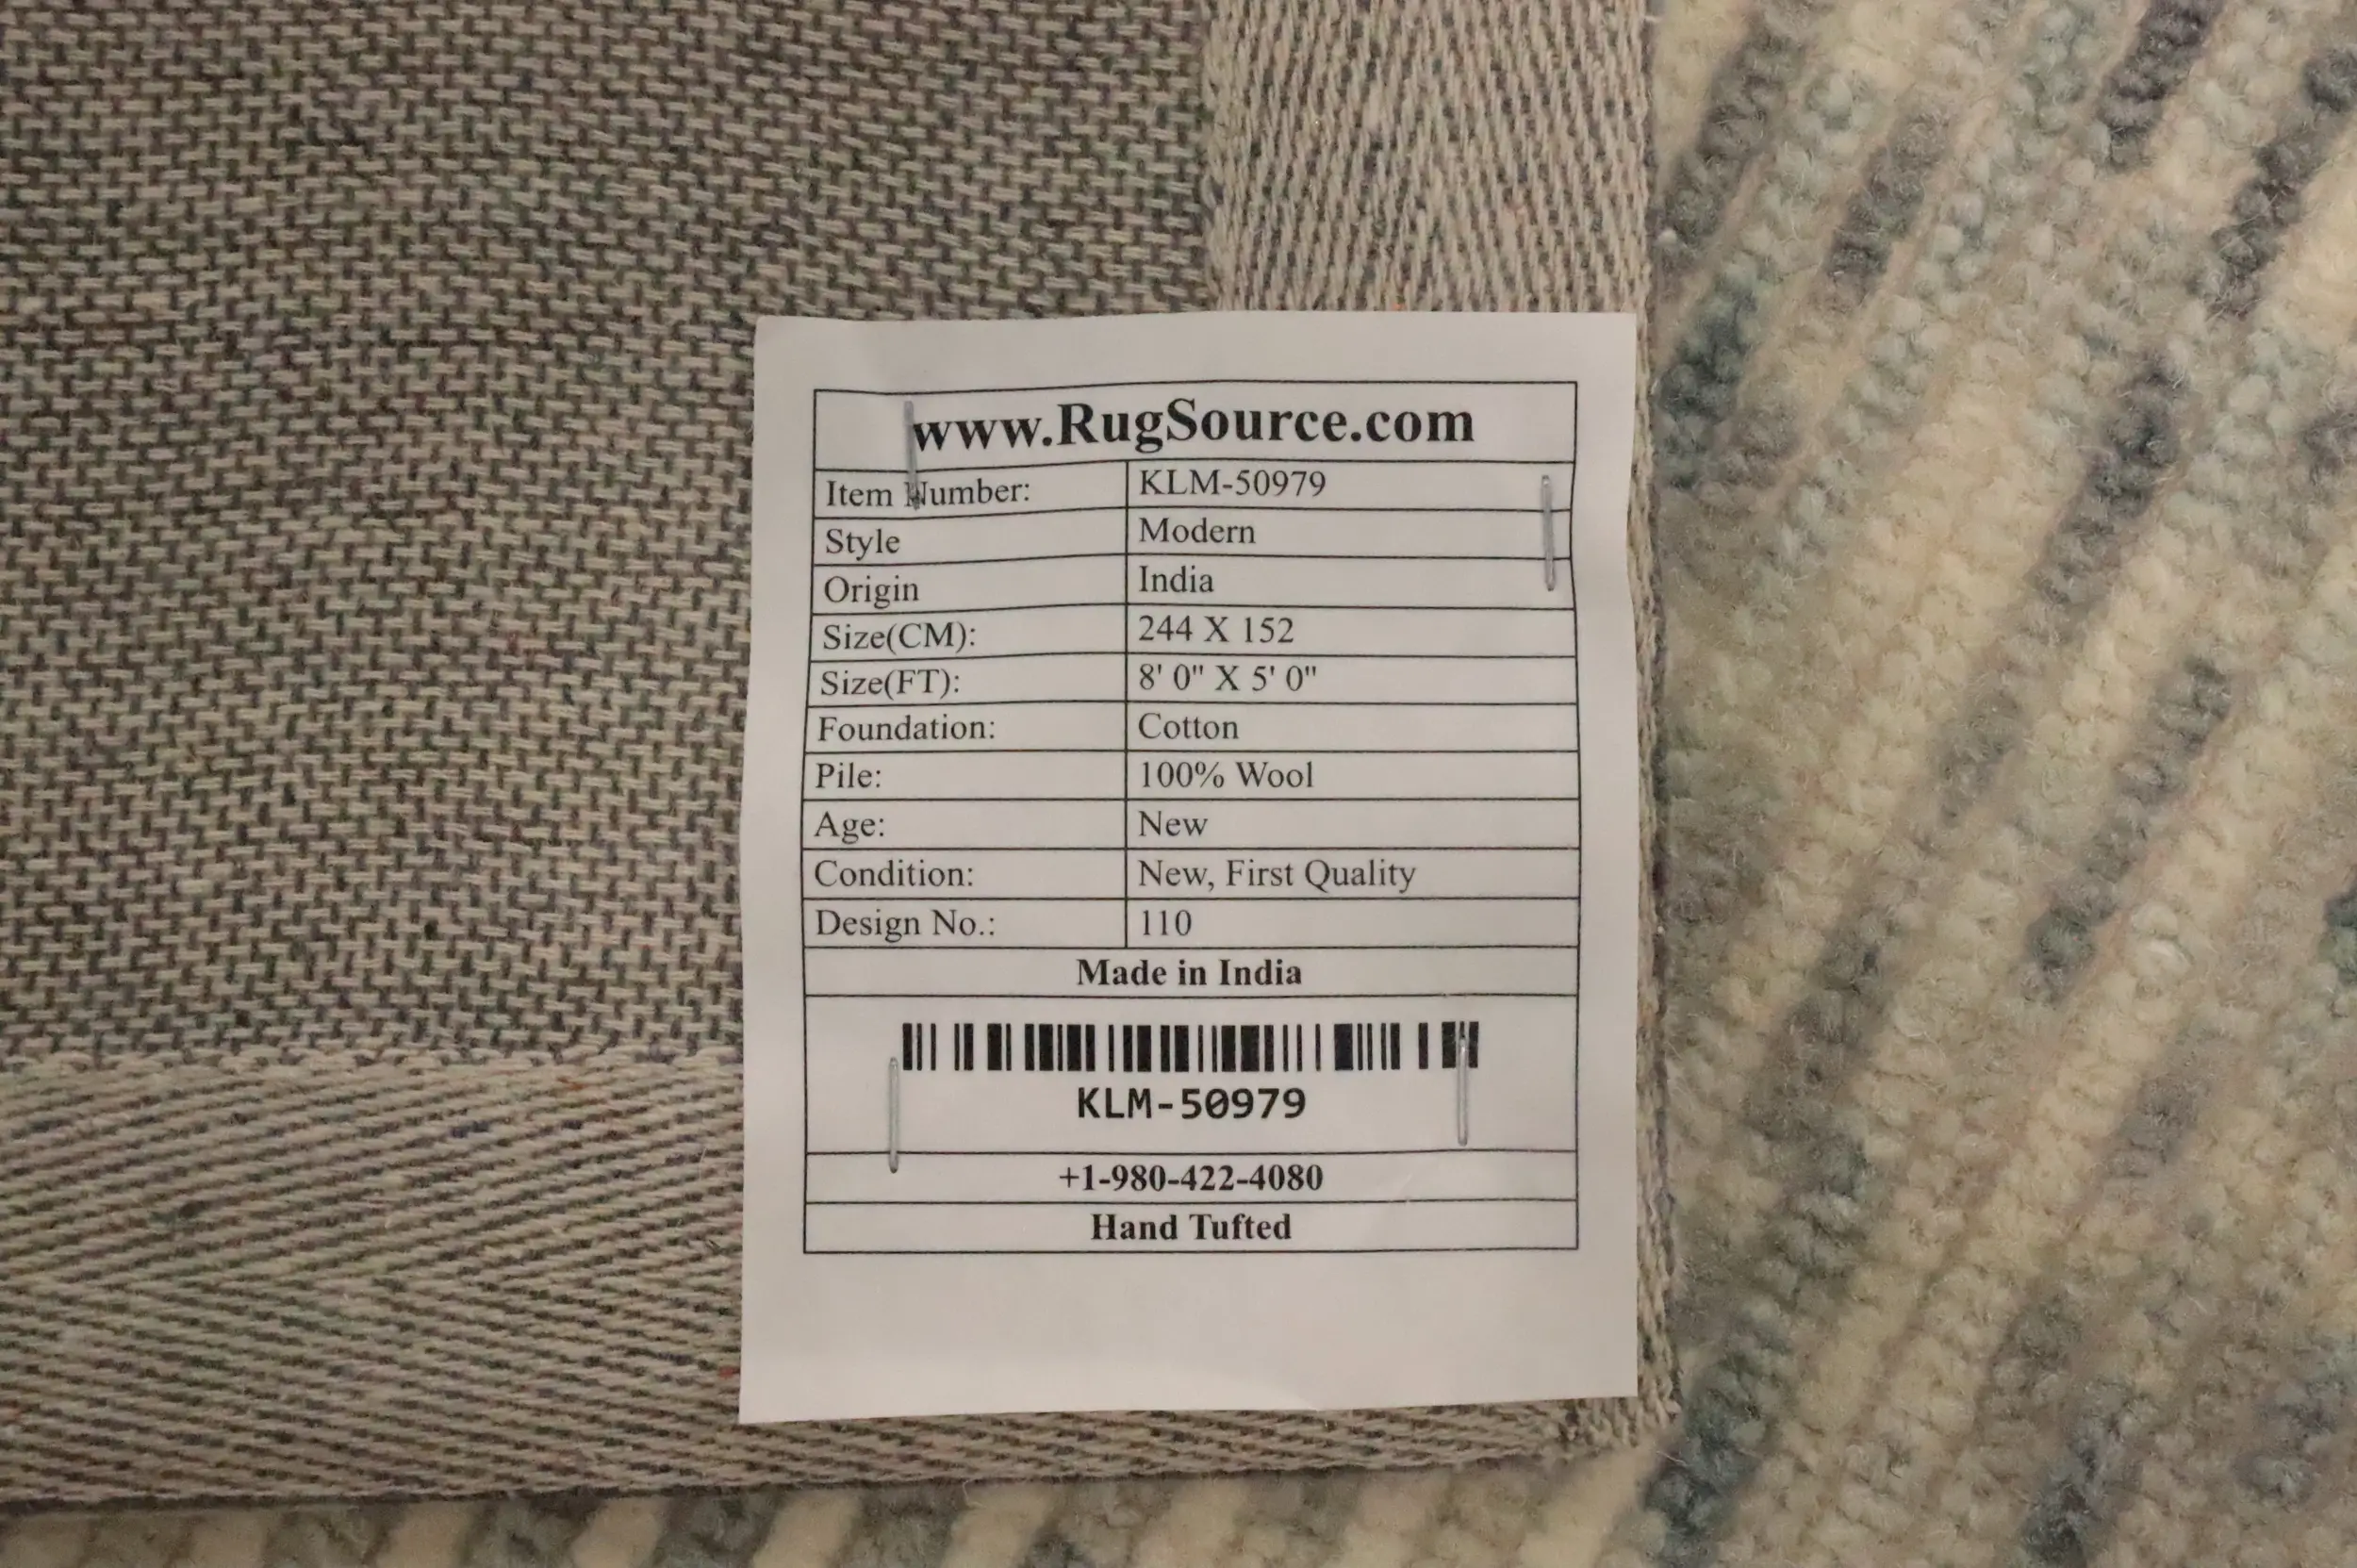 www.RugSource.com
Item Number: KLM-50979
Style Modern
Origin India
Size(CM): 244 X 152
Size(FT): 8' 0" X 5' 0"
Foundation: Cotton
Pile: 100% Wool
Age: New
Condition: New, First Quality
Design No.: 110
Made in India
KLM-50979
+1-980-422-4080
Hand Tufted